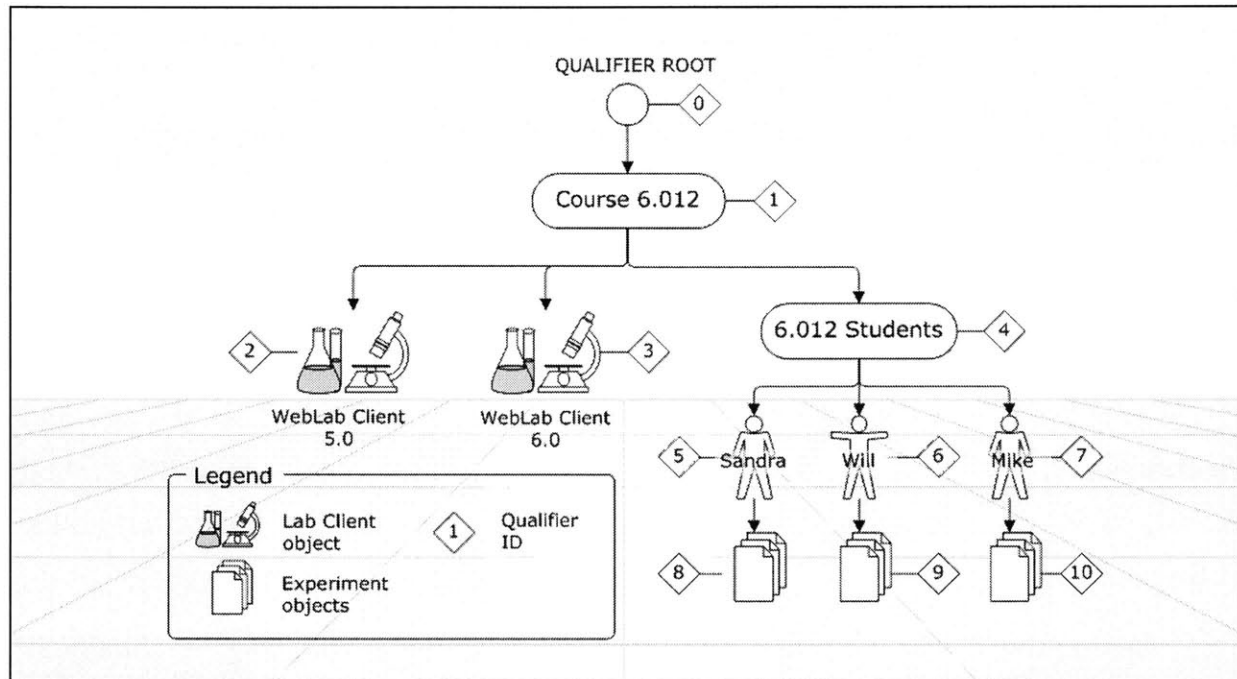 QUALIFIER ROOT
0
Course 6.012
1
2
3
6.012 Students
4
WebLab Client
5.0
WebLab Client
6.0
5
Sandra
Will
6
Mike
7
8
9
10
Legend
Lab Client
object
1
Qualifier
ID
Experiment
objects